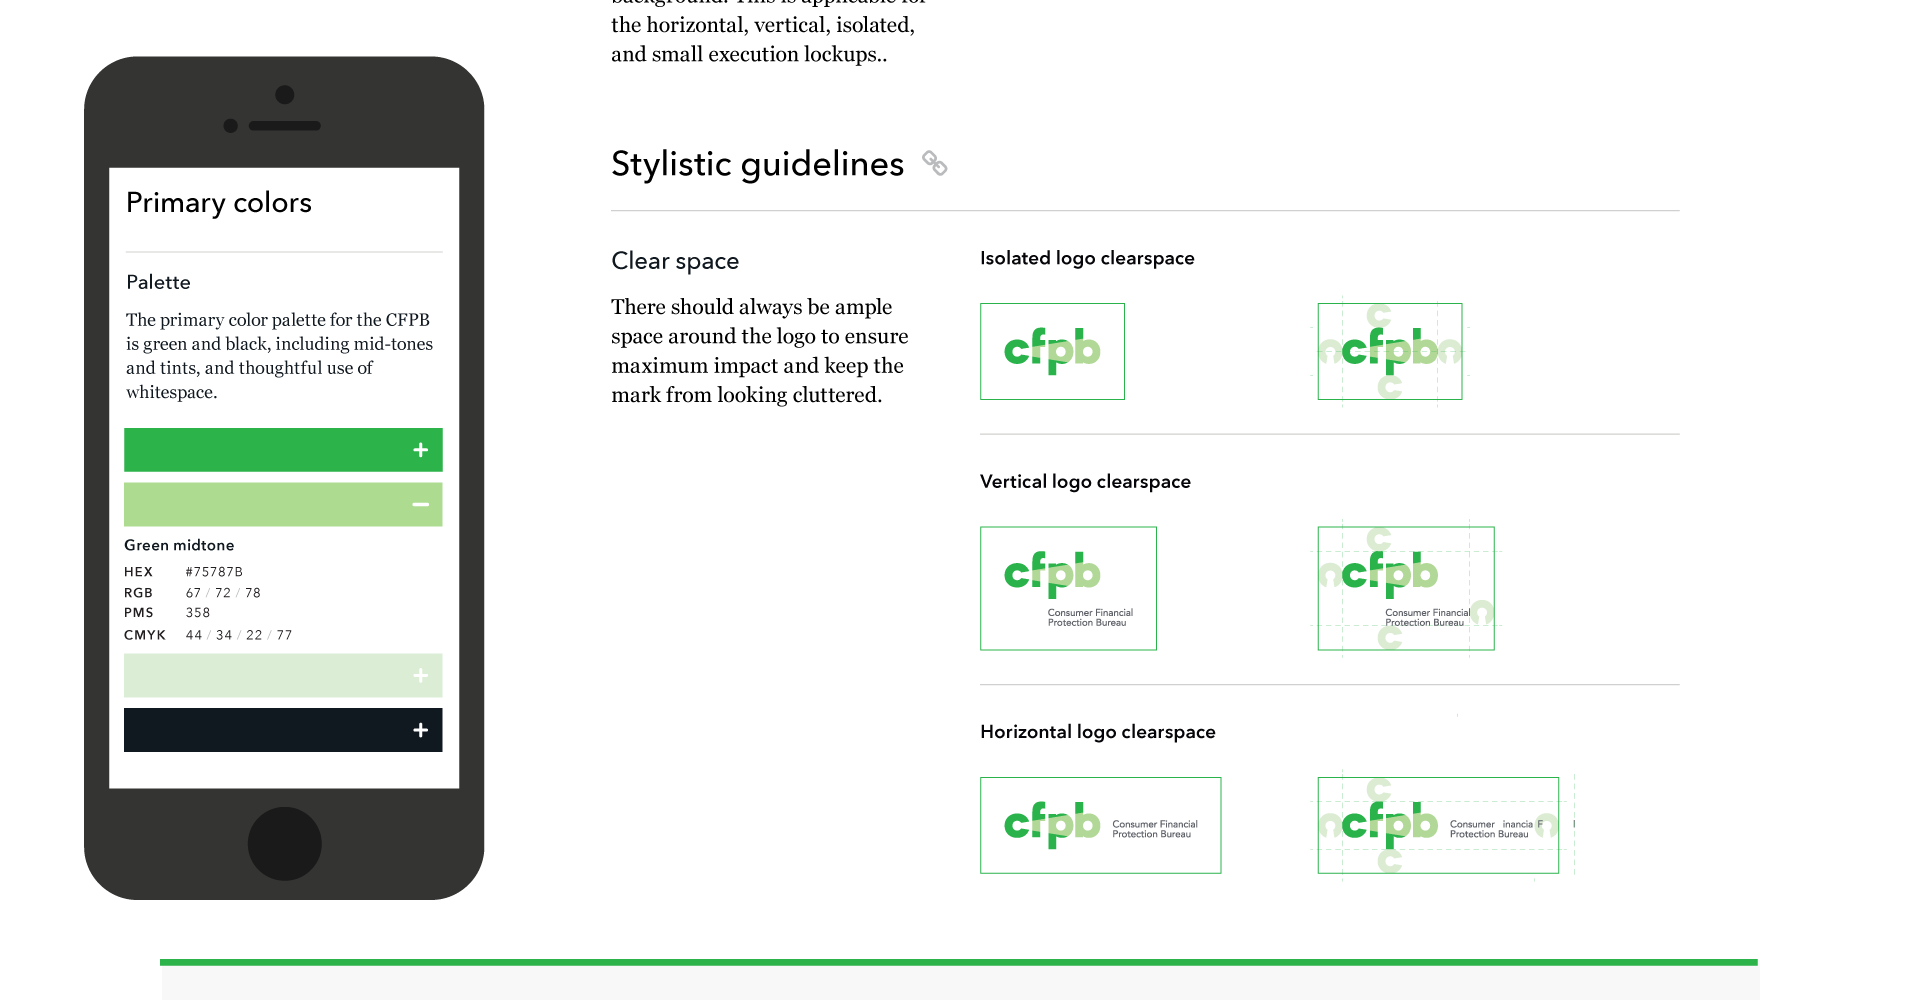 the horizontal, vertical, isolated,
and small execution lockups..
Primary colors
Palette
The primary color palette for the CFPB
is green and black, including mid-tones
and tints, and thoughtful use of
whitespace.
Green midtone
HEX #75787B
RGB 67 / 72 / 78
PMS 358
CMYK 44 / 34 / 22 / 77
Stylistic guidelines
Clear space
There should always be ample
space around the logo to ensure
maximum impact and keep the
mark from looking cluttered.
Isolated logo clearspace
cfpb
c cfpb c
Vertical logo clearspace
cfpb
Consumer Financial
Protection Bureau
cfpb
Consumer Financial
Protection Bureau
Horizontal logo clearspace
cfpb Consumer Financial
Protection Bureau
cfpb Consumer inancia F
Protection Bureau